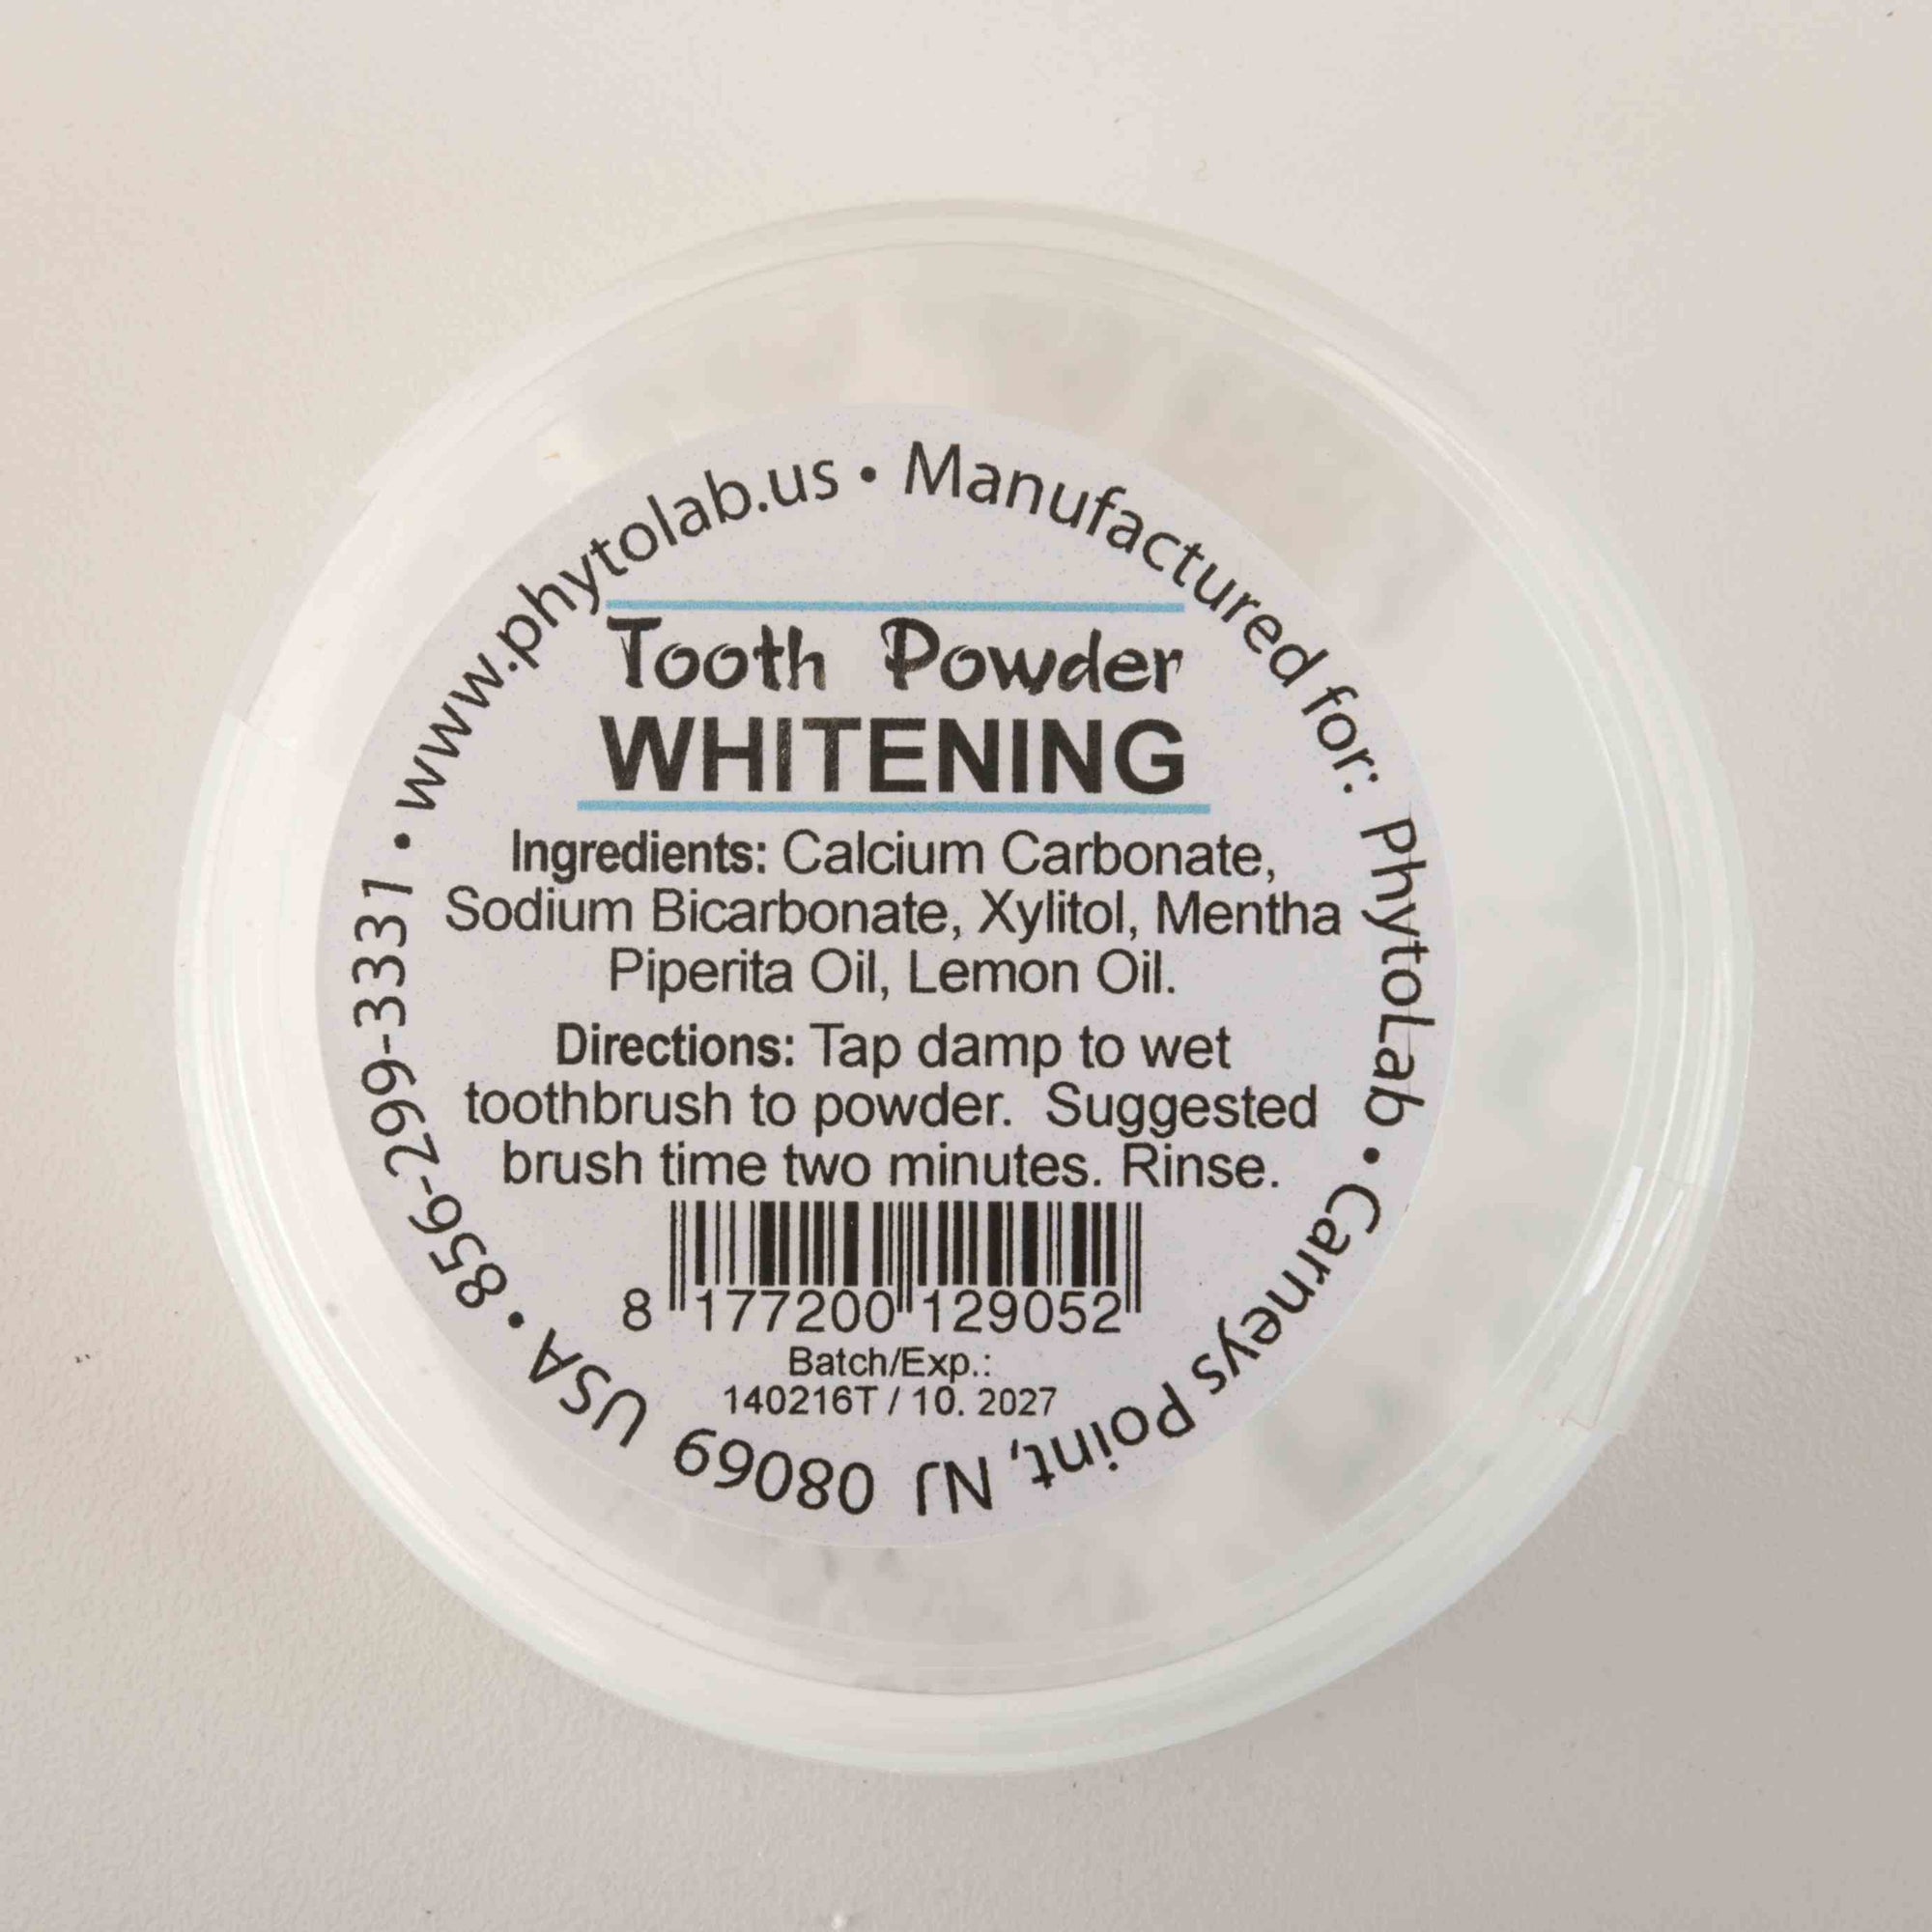 www.phytolab.us • Manufactured for: PhytoLab • Carneys Point, NJ 08069 USA • 856-299-3331 •
Tooth Powder
WHITENING
Ingredients: Calcium Carbonate,
Sodium Bicarbonate, Xylitol, Mentha
Piperita Oil, Lemon Oil.
Directions: Tap damp to wet
toothbrush to powder. Suggested
brush time two minutes. Rinse.
8 177200 129052
Batch/Exp.:
140216T / 10. 2027